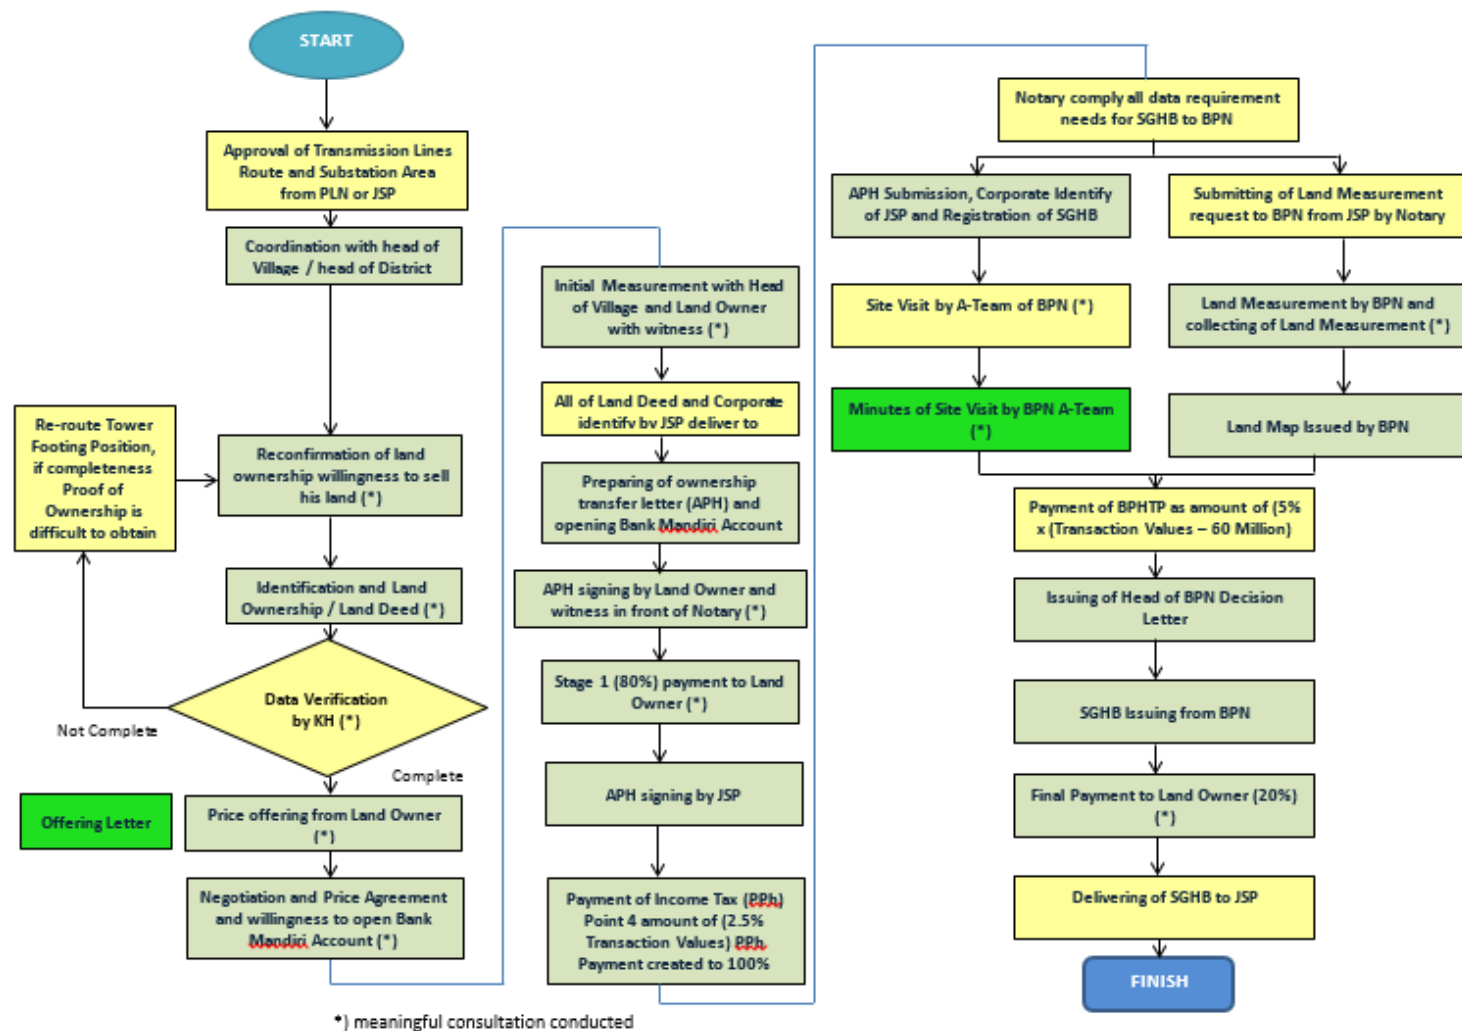 START
Approval of Transmission Lines
Route and Substation Area
from PLN or JSP
Coordination with head of
Village / head of District
Re-route Tower
Footing Position,
if completeness
Proof of
Ownership is
difficult to obtain
Reconfirmation of land
ownership willingness to sell
his land (*)
Identification and Land
Ownership / Land Deed (*)
Data Verification
by KH (*)
Not Complete
Complete
Offering Letter
Price offering from Land Owner
(*)
Negotiation and Price Agreement
and willingness to open Bank
Mandiri Account (*)
Initial Measurement with Head
of Village and Land Owner
with witness (*)
All of Land Deed and Corporate
identify by JSP deliver to
Preparing of ownership
transfer letter (APH) and
opening Bank Mandiri Account
APH signing by Land Owner and
witness in front of Notary (*)
Stage 1 (80%) payment to Land
Owner (*)
APH signing by JSP
Payment of Income Tax (PPh)
Point 4 amount of (2.5%
Transaction Values) PPh
Payment created to 100%
Notary comply all data requirement
needs for SGHB to BPN
APH Submission, Corporate Identify
of JSP and Registration of SGHB
Submitting of Land Measurement
request to BPN from JSP by Notary
Site Visit by A-Team of BPN (*)
Land Measurement by BPN and
collecting of Land Measurement (*)
Minutes of Site Visit by BPN A-Team
(*)
Land Map Issued by BPN
Payment of BPHTP as amount of (5%
x (Transaction Values – 60 Million)
Issuing of Head of BPN Decision
Letter
SGHB Issuing from BPN
Final Payment to Land Owner (20%)
(*)
Delivering of SGHB to JSP
FINISH
*) meaningful consultation conducted